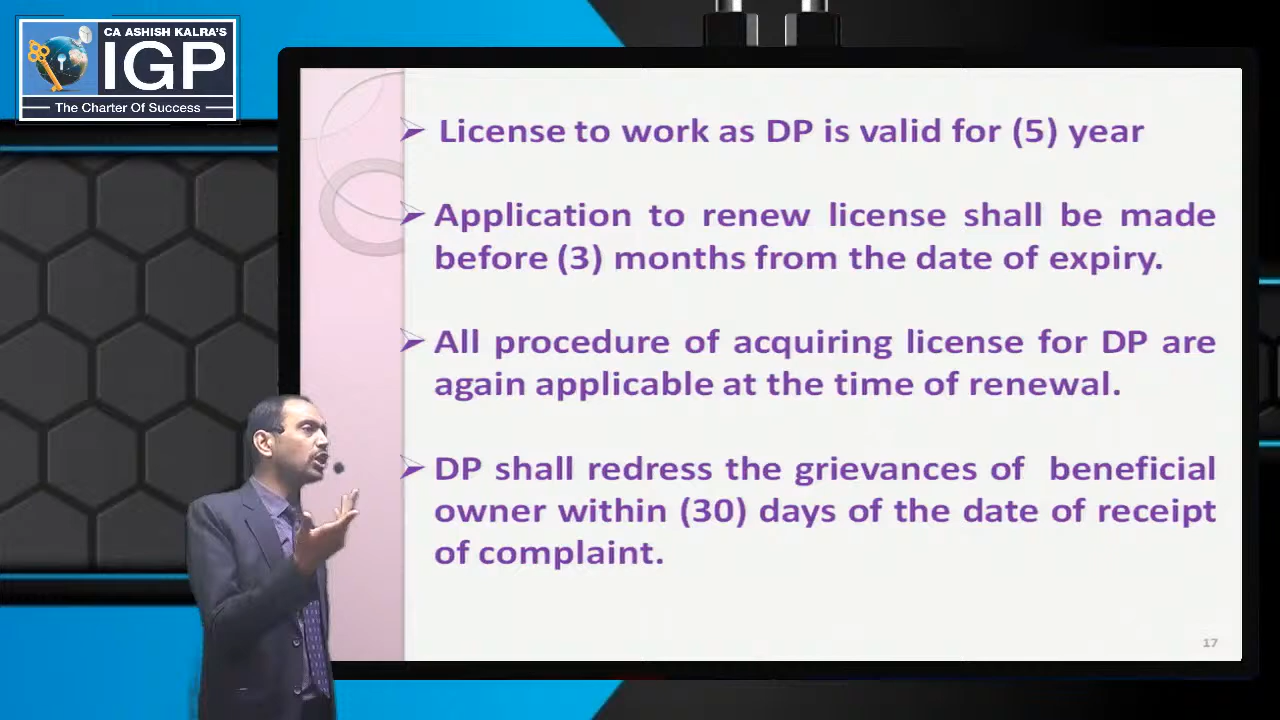 CA ASHISH KALRA'S
IGP
The Charter Of Success
➢ License to work as DP is valid for (5) year
➢ Application to renew license shall be made
before (3) months from the date of expiry.
➢ All procedure of acquiring license for DP are
again applicable at the time of renewal.
➢ DP shall redress the grievances of beneficial
owner within (30) days of the date of receipt
of complaint.
17